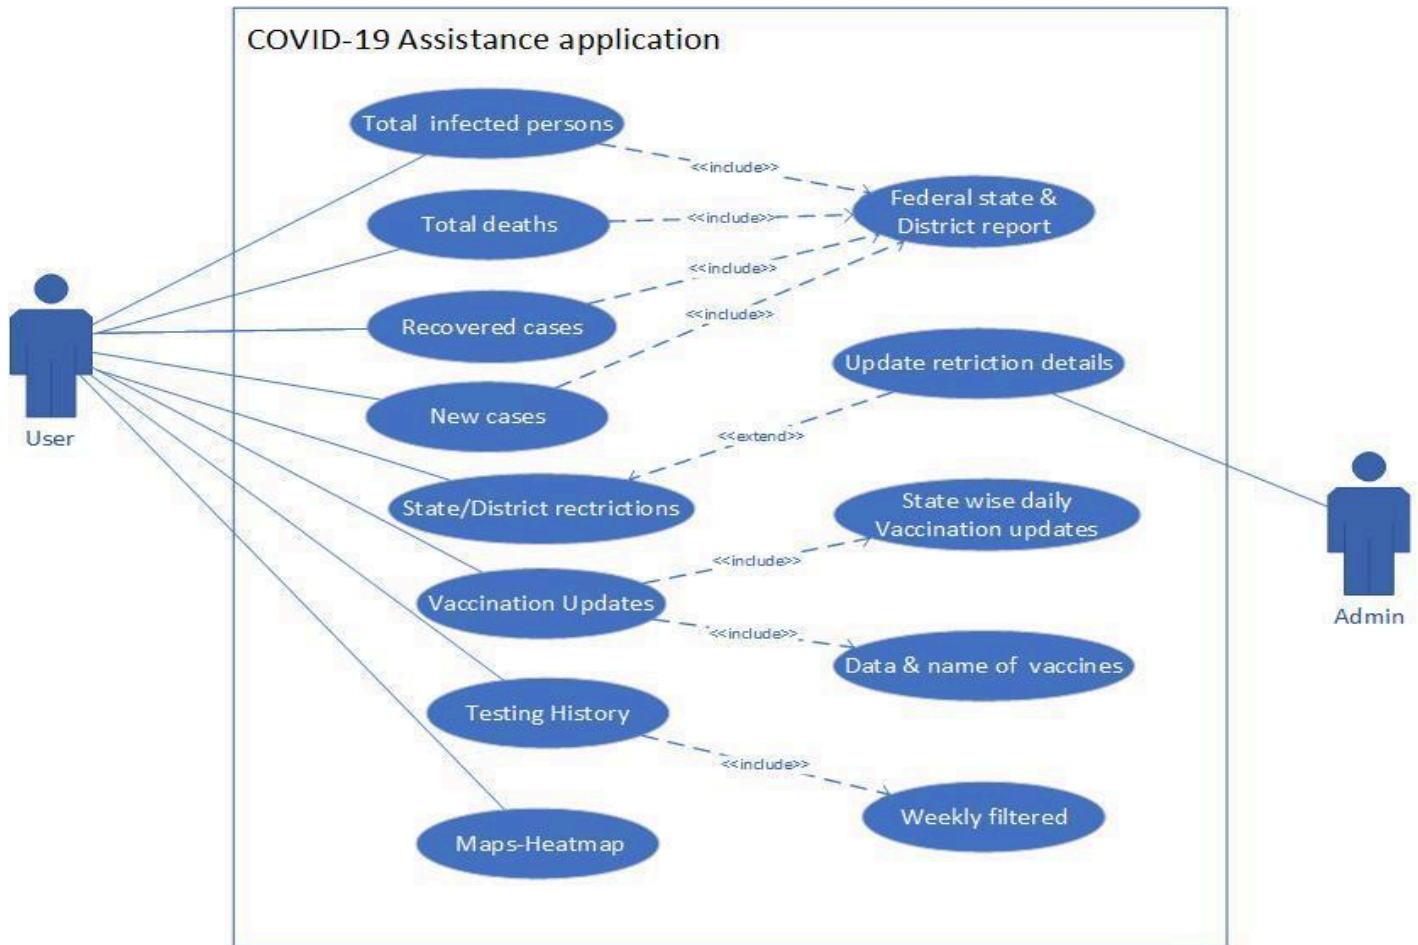 COVID-19 Assistance application
Total infected persons
<<include>>
Federal state &
District report
Total deaths
<<include>>
<<include>>
Recovered cases
<<include>>
Update retriction details
New cases
<<extend>>
User
State/District rectrictions
State wise daily
Vaccination updates
<<include>>
Vaccination Updates
<<include>>
Admin
Data & name of vaccines
Testing History
<<include>>
Weekly filtered
Maps-Heatmap